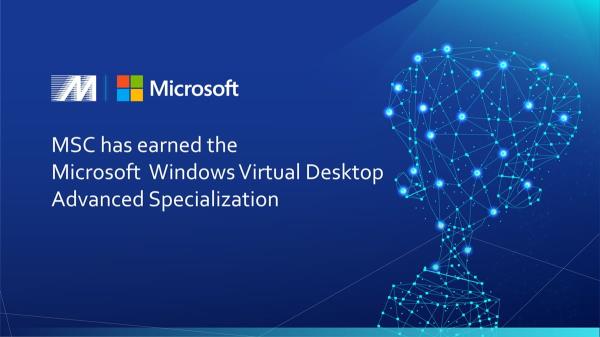 M Microsoft
MSC has earned the
Microsoft Windows Virtual Desktop
Advanced Specialization